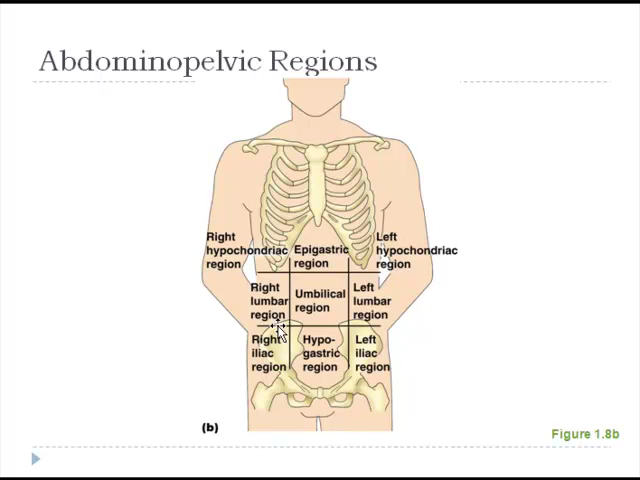 Abdominopelvic Regions
Right
hypochondriac
region
Epigastric
region
Left
hypochondriac
region
Right
lumbar
region
Umbilical
region
Left
lumbar
region
Right
iliac
region
Hypo-
gastric
region
Left
iliac
region
(b)
Figure 1.8b